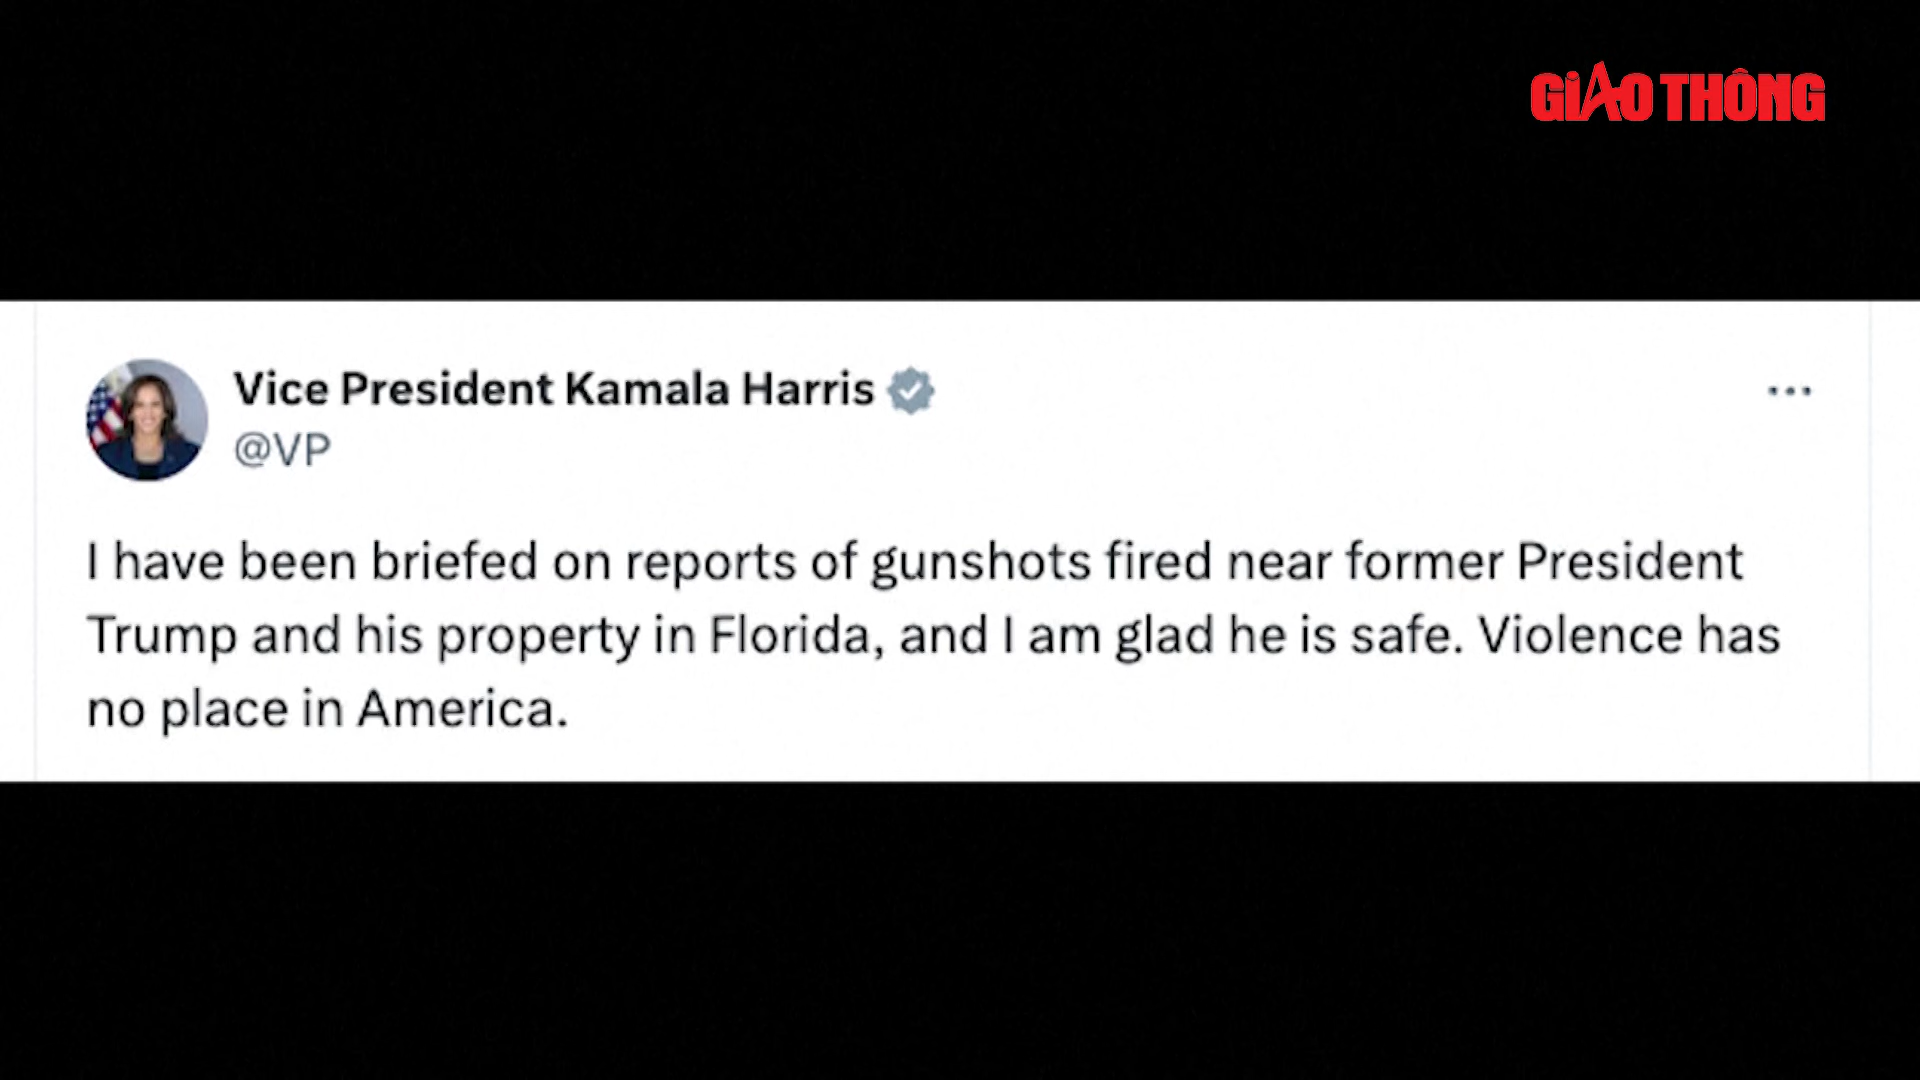 GIAO THÔNG
Vice President Kamala Harris
@VP
I have been briefed on reports of gunshots fired near former President
Trump and his property in Florida, and I am glad he is safe. Violence has
no place in America.